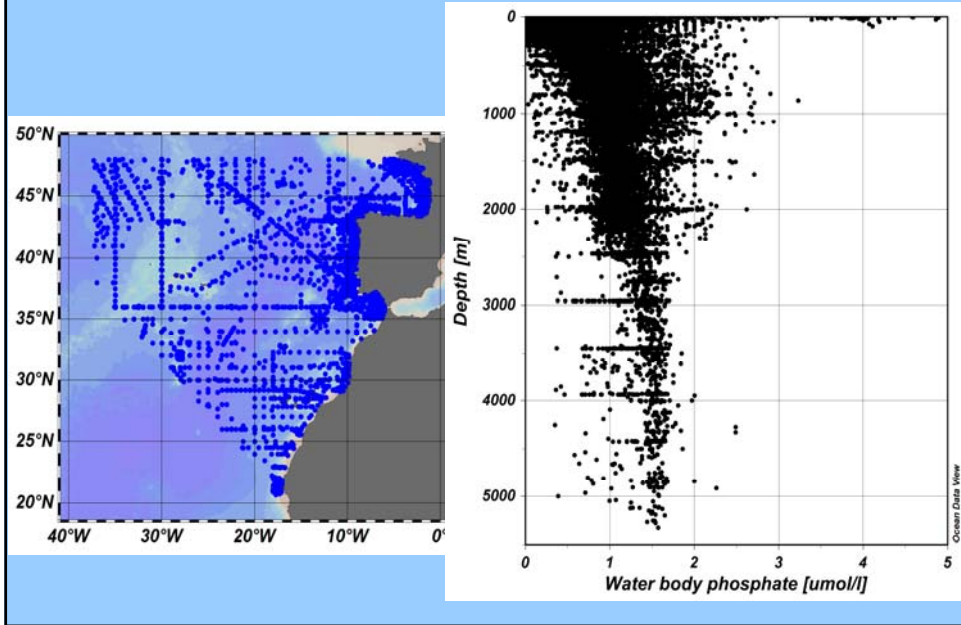 50°N
45°N
40°N
35°N
30°N
25°N
20°N
40°W
30°W
20°W
10°W
0°
0
1000
2000
3000
4000
5000
Depth [m]
0
1
2
3
4
5
Water body phosphate [umol/l]
Ocean Data View